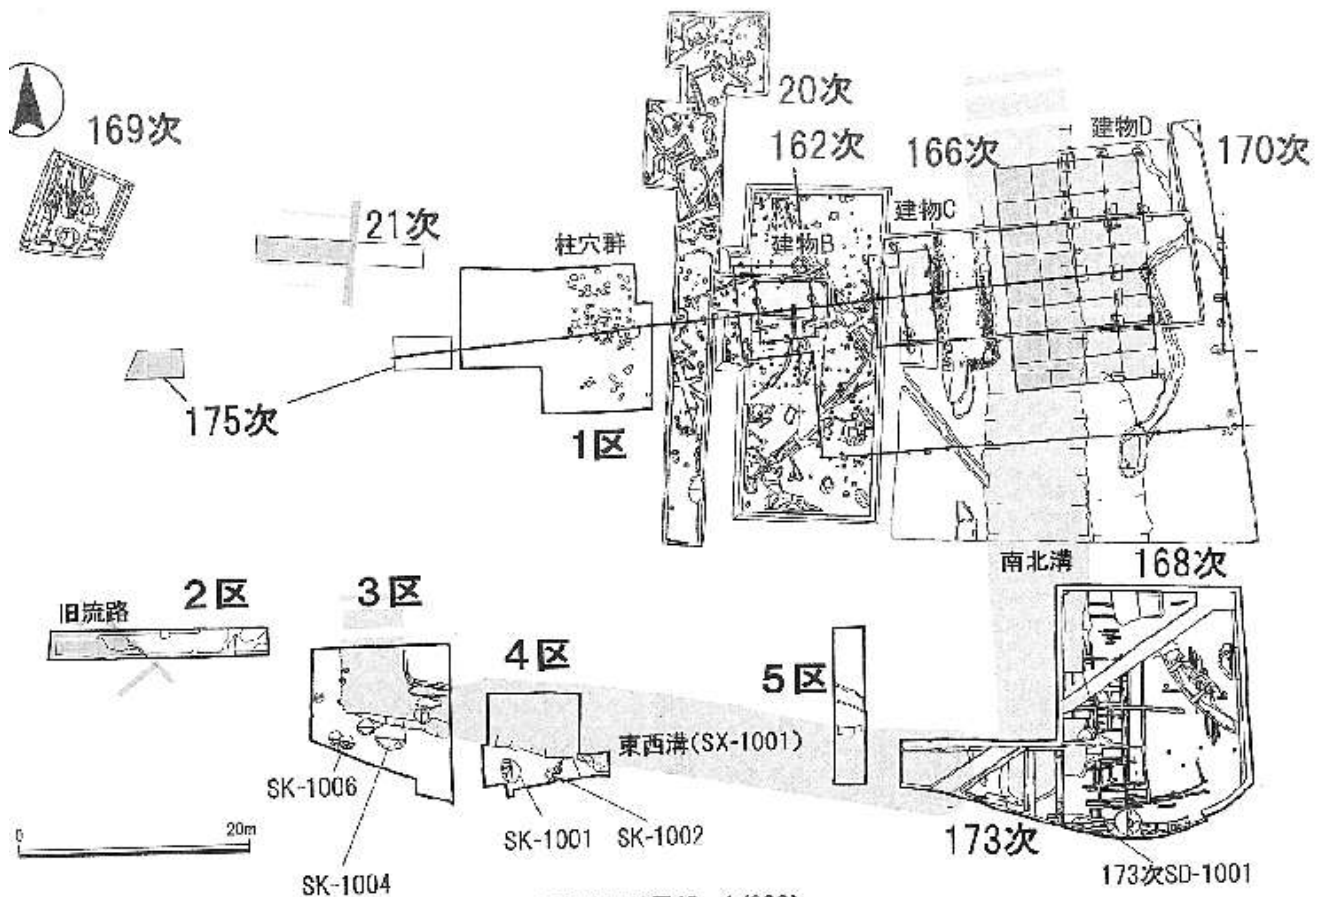 169次
20次
162次
166次
建物D
170次
21次
柱穴群
建物B
建物C
175次
1区
南北溝
168次
旧流路
2区
3区
4区
5区
東西溝(SX-1001)
SK-1006
SK-1001
SK-1002
173次
0
20m
SK-1004
173次SD-1001